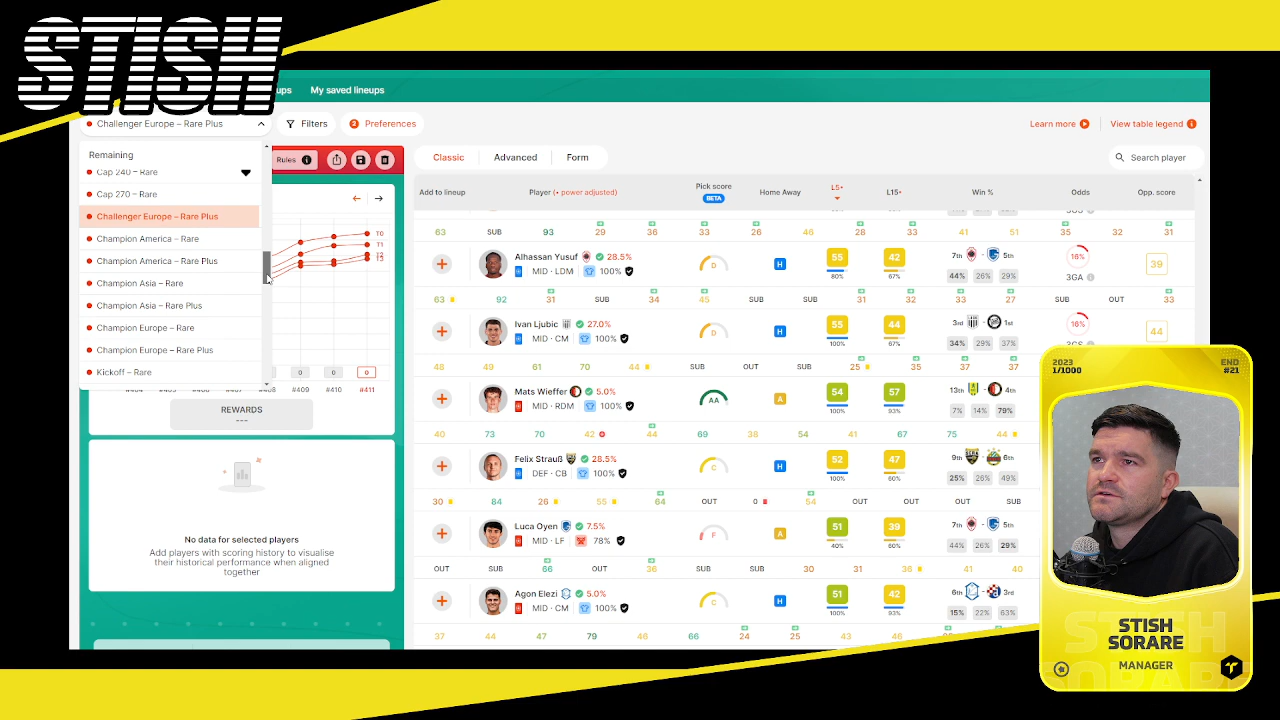 STISH
ups My saved lineups
Challenger Europe – Rare Plus Filters 2 Preferences Learn more View table legend
Remaining
Cap 240 – Rare
Cap 270 – Rare
Challenger Europe – Rare Plus
Champion America – Rare
Champion America – Rare Plus
Champion Asia – Rare
Champion Asia – Rare Plus
Champion Europe – Rare
Champion Europe – Rare Plus
Kickoff – Rare
Rules
T0
T1
0 0 0
#409 #410 #411
REWARDS
---
No data for selected players
Add players with scoring history to visualise
their historical performance when aligned
together
Classic Advanced Form Search player
Add to lineup Player (• power adjusted) Pick score BETA Home Away L5+ L15+ Win % Odds Opp. score
63 SUB 93 29 36 33 26 33 46 28 41 51 35 32 31
Alhassan Yusuf 28.5% MID · LDM 100% D H 55 80% 42 67% 7th - 5th 44% 26% 29% 16% 3GA 39
63 92 31 SUB 34 45 SUB SUB 31 32 33 27 SUB OUT 33
Ivan Ljubic 27.0% MID · CM 100% D H 55 100% 44 67% 3rd - 1st 34% 29% 37% 16% 3GS 44
48 49 61 70 44 SUB OUT SUB 25 35 37 37
Mats Wieffer 5.0% MID · RDM 100% AA A 54 100% 57 93% 13th - 4th 7% 14% 79%
40 73 70 42 44 69 38 54 41 67 75 44
Felix Strauß 28.5% DEF · CB 100% C H 52 100% 47 60% 9th - 6th 25% 26% 49%
30 84 26 55 64 OUT 0 54 OUT OUT OUT SUB
Luca Oyen 7.5% MID · LF 78% F A 51 40% 39 60% 7th - 5th 44% 26% 29%
OUT SUB 66 OUT 36 SUB SUB 30 31 36 41 40
Agon Elezi 5.0% MID · CM 100% C H 51 100% 42 93% 6th - 3rd 15% 22% 63%
37 44 47 79 46 66 24 25 43 46
2023
1/1000
END
#21
STISH
SORARE
MANAGER